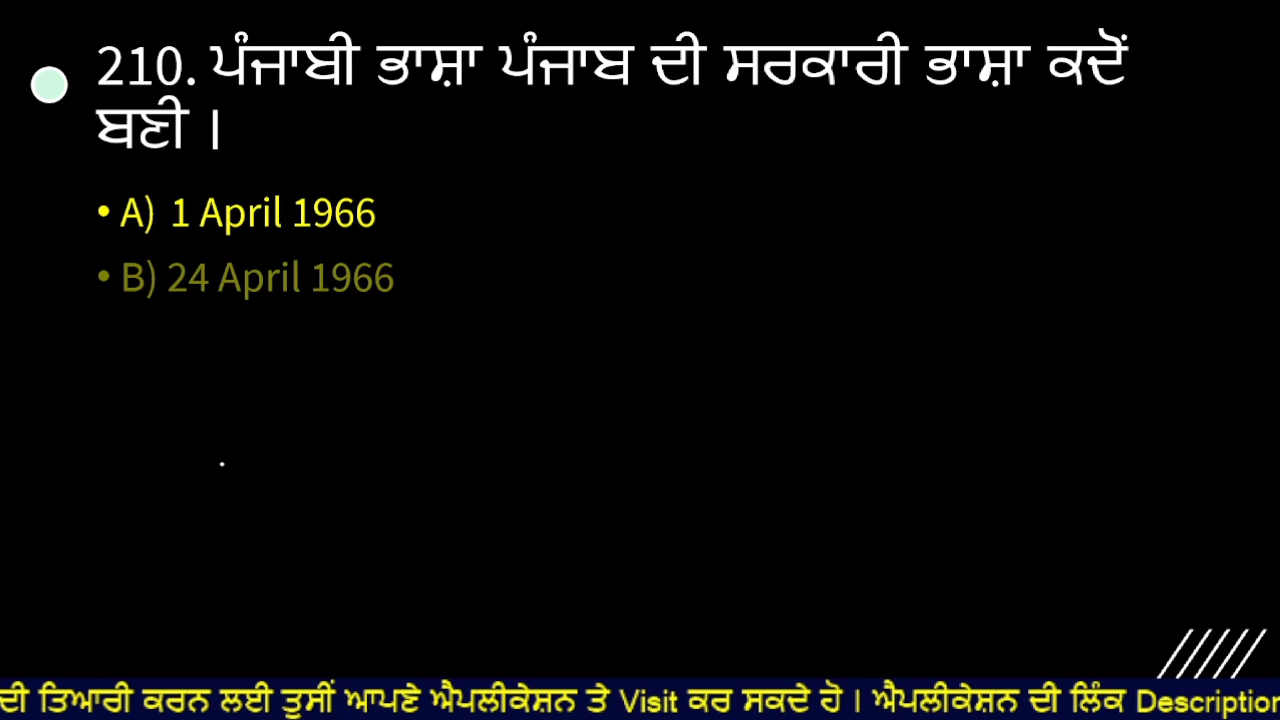 210. ਪੰਜਾਬੀ ਭਾਸ਼ਾ ਪੰਜਾਬ ਦੀ ਸਰਕਾਰੀ ਭਾਸ਼ਾ ਕਦੋਂ
ਬਣੀ ।
• A) 1 April 1966
• B) 24 April 1966
ਦੀ ਤਿਆਰੀ ਕਰਨ ਲਈ ਤੁਸੀਂ ਆਪਣੇ ਐਪਲੀਕੇਸ਼ਨ ਤੇ Visit ਕਰ ਸਕਦੇ ਹੋ । ਐਪਲੀਕੇਸ਼ਨ ਦੀ ਲਿੰਕ Description